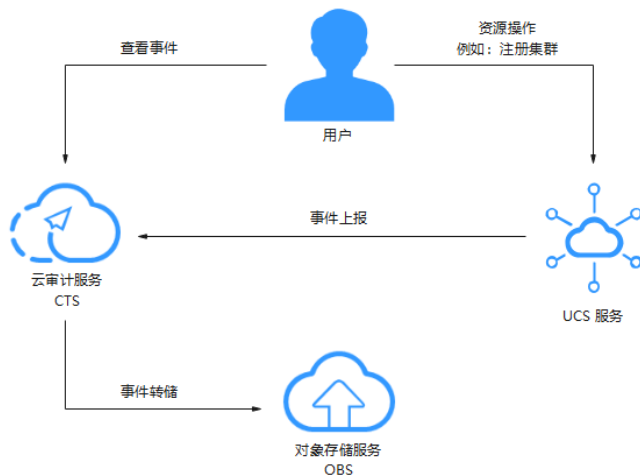 资源操作
查看事件
例如：注册集群
用户
事件上报
云审计服务
CTS
UCS 服务
事件转储
对象存储服务
OBS